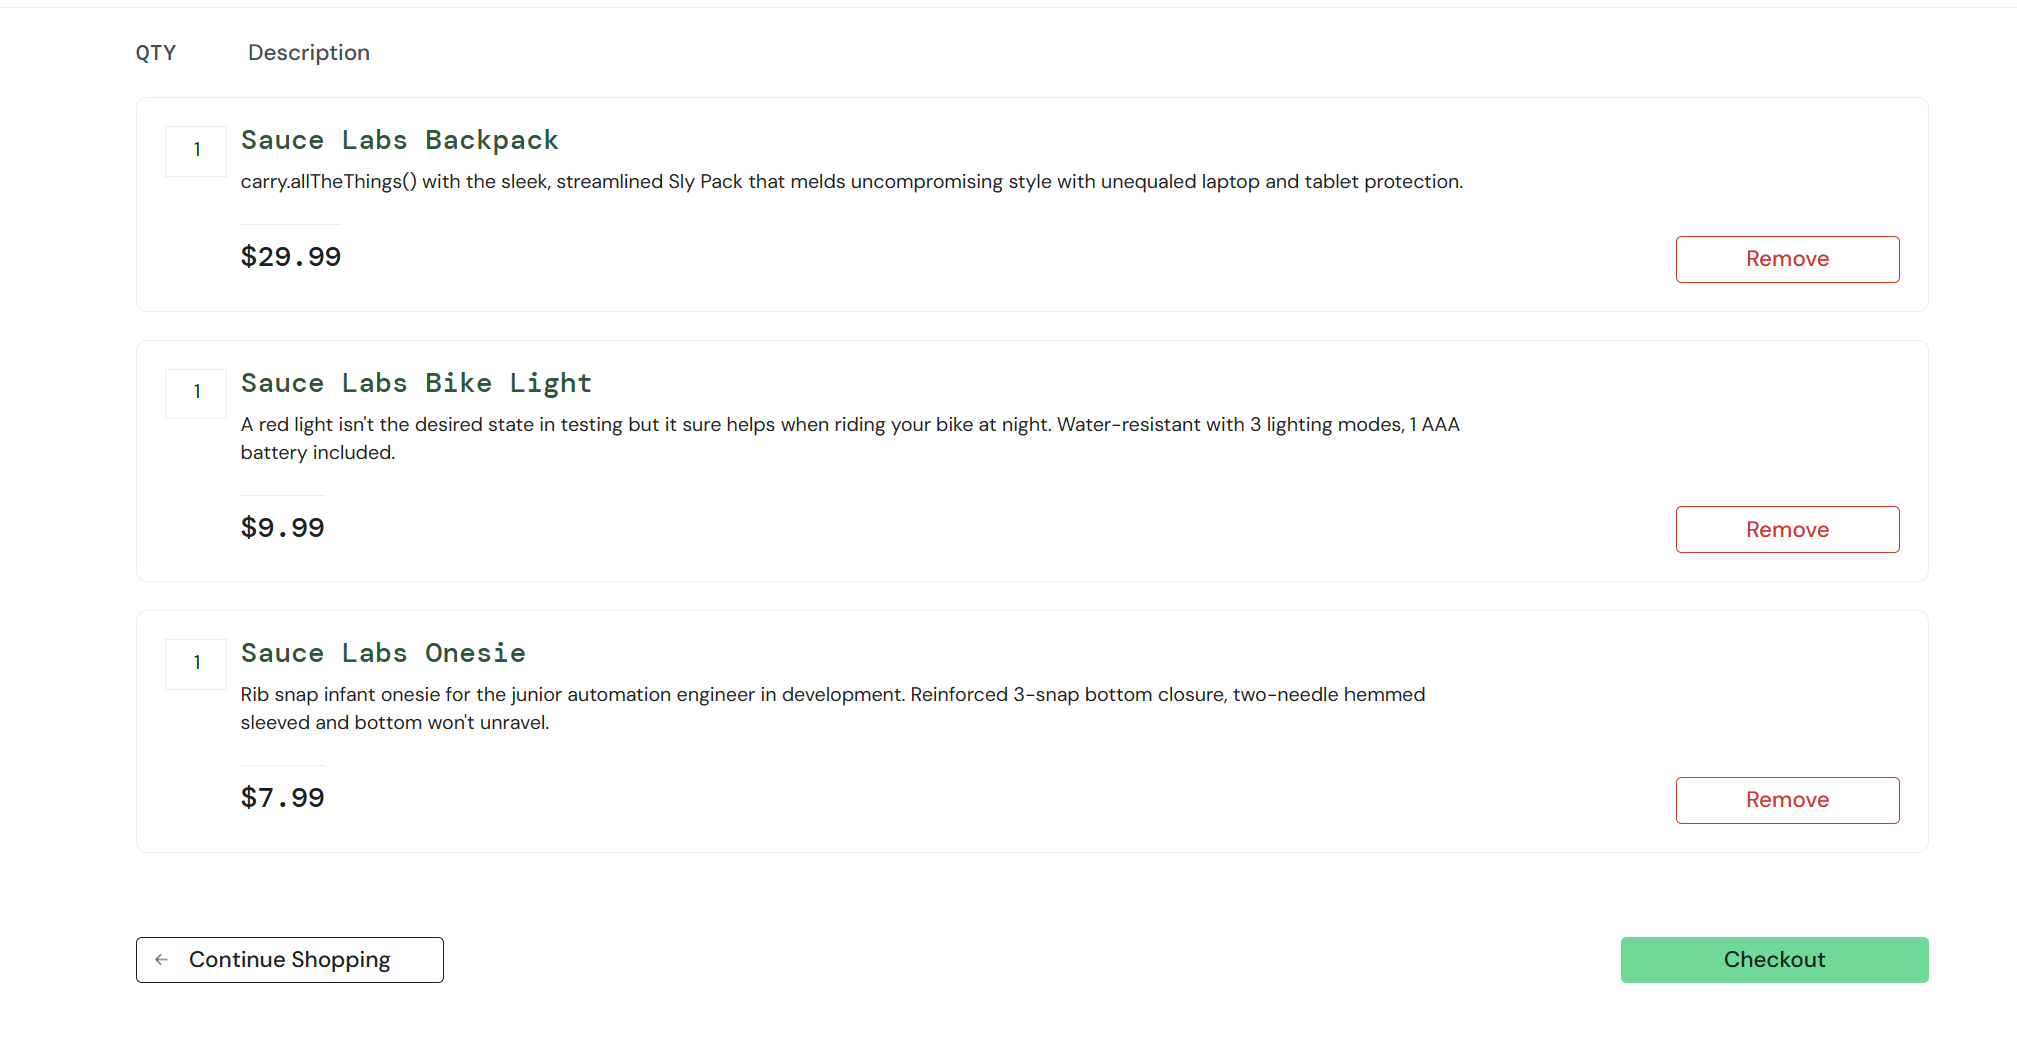 QTY Description
1 Sauce Labs Backpack
carry.allTheThings() with the sleek, streamlined Sly Pack that melds uncompromising style with unequaled laptop and tablet protection.
$29.99
Remove
1 Sauce Labs Bike Light
A red light isn't the desired state in testing but it sure helps when riding your bike at night. Water-resistant with 3 lighting modes, 1 AAA
battery included.
$9.99
Remove
1 Sauce Labs Onesie
Rib snap infant onesie for the junior automation engineer in development. Reinforced 3-snap bottom closure, two-needle hemmed
sleeved and bottom won't unravel.
$7.99
Remove
← Continue Shopping
Checkout